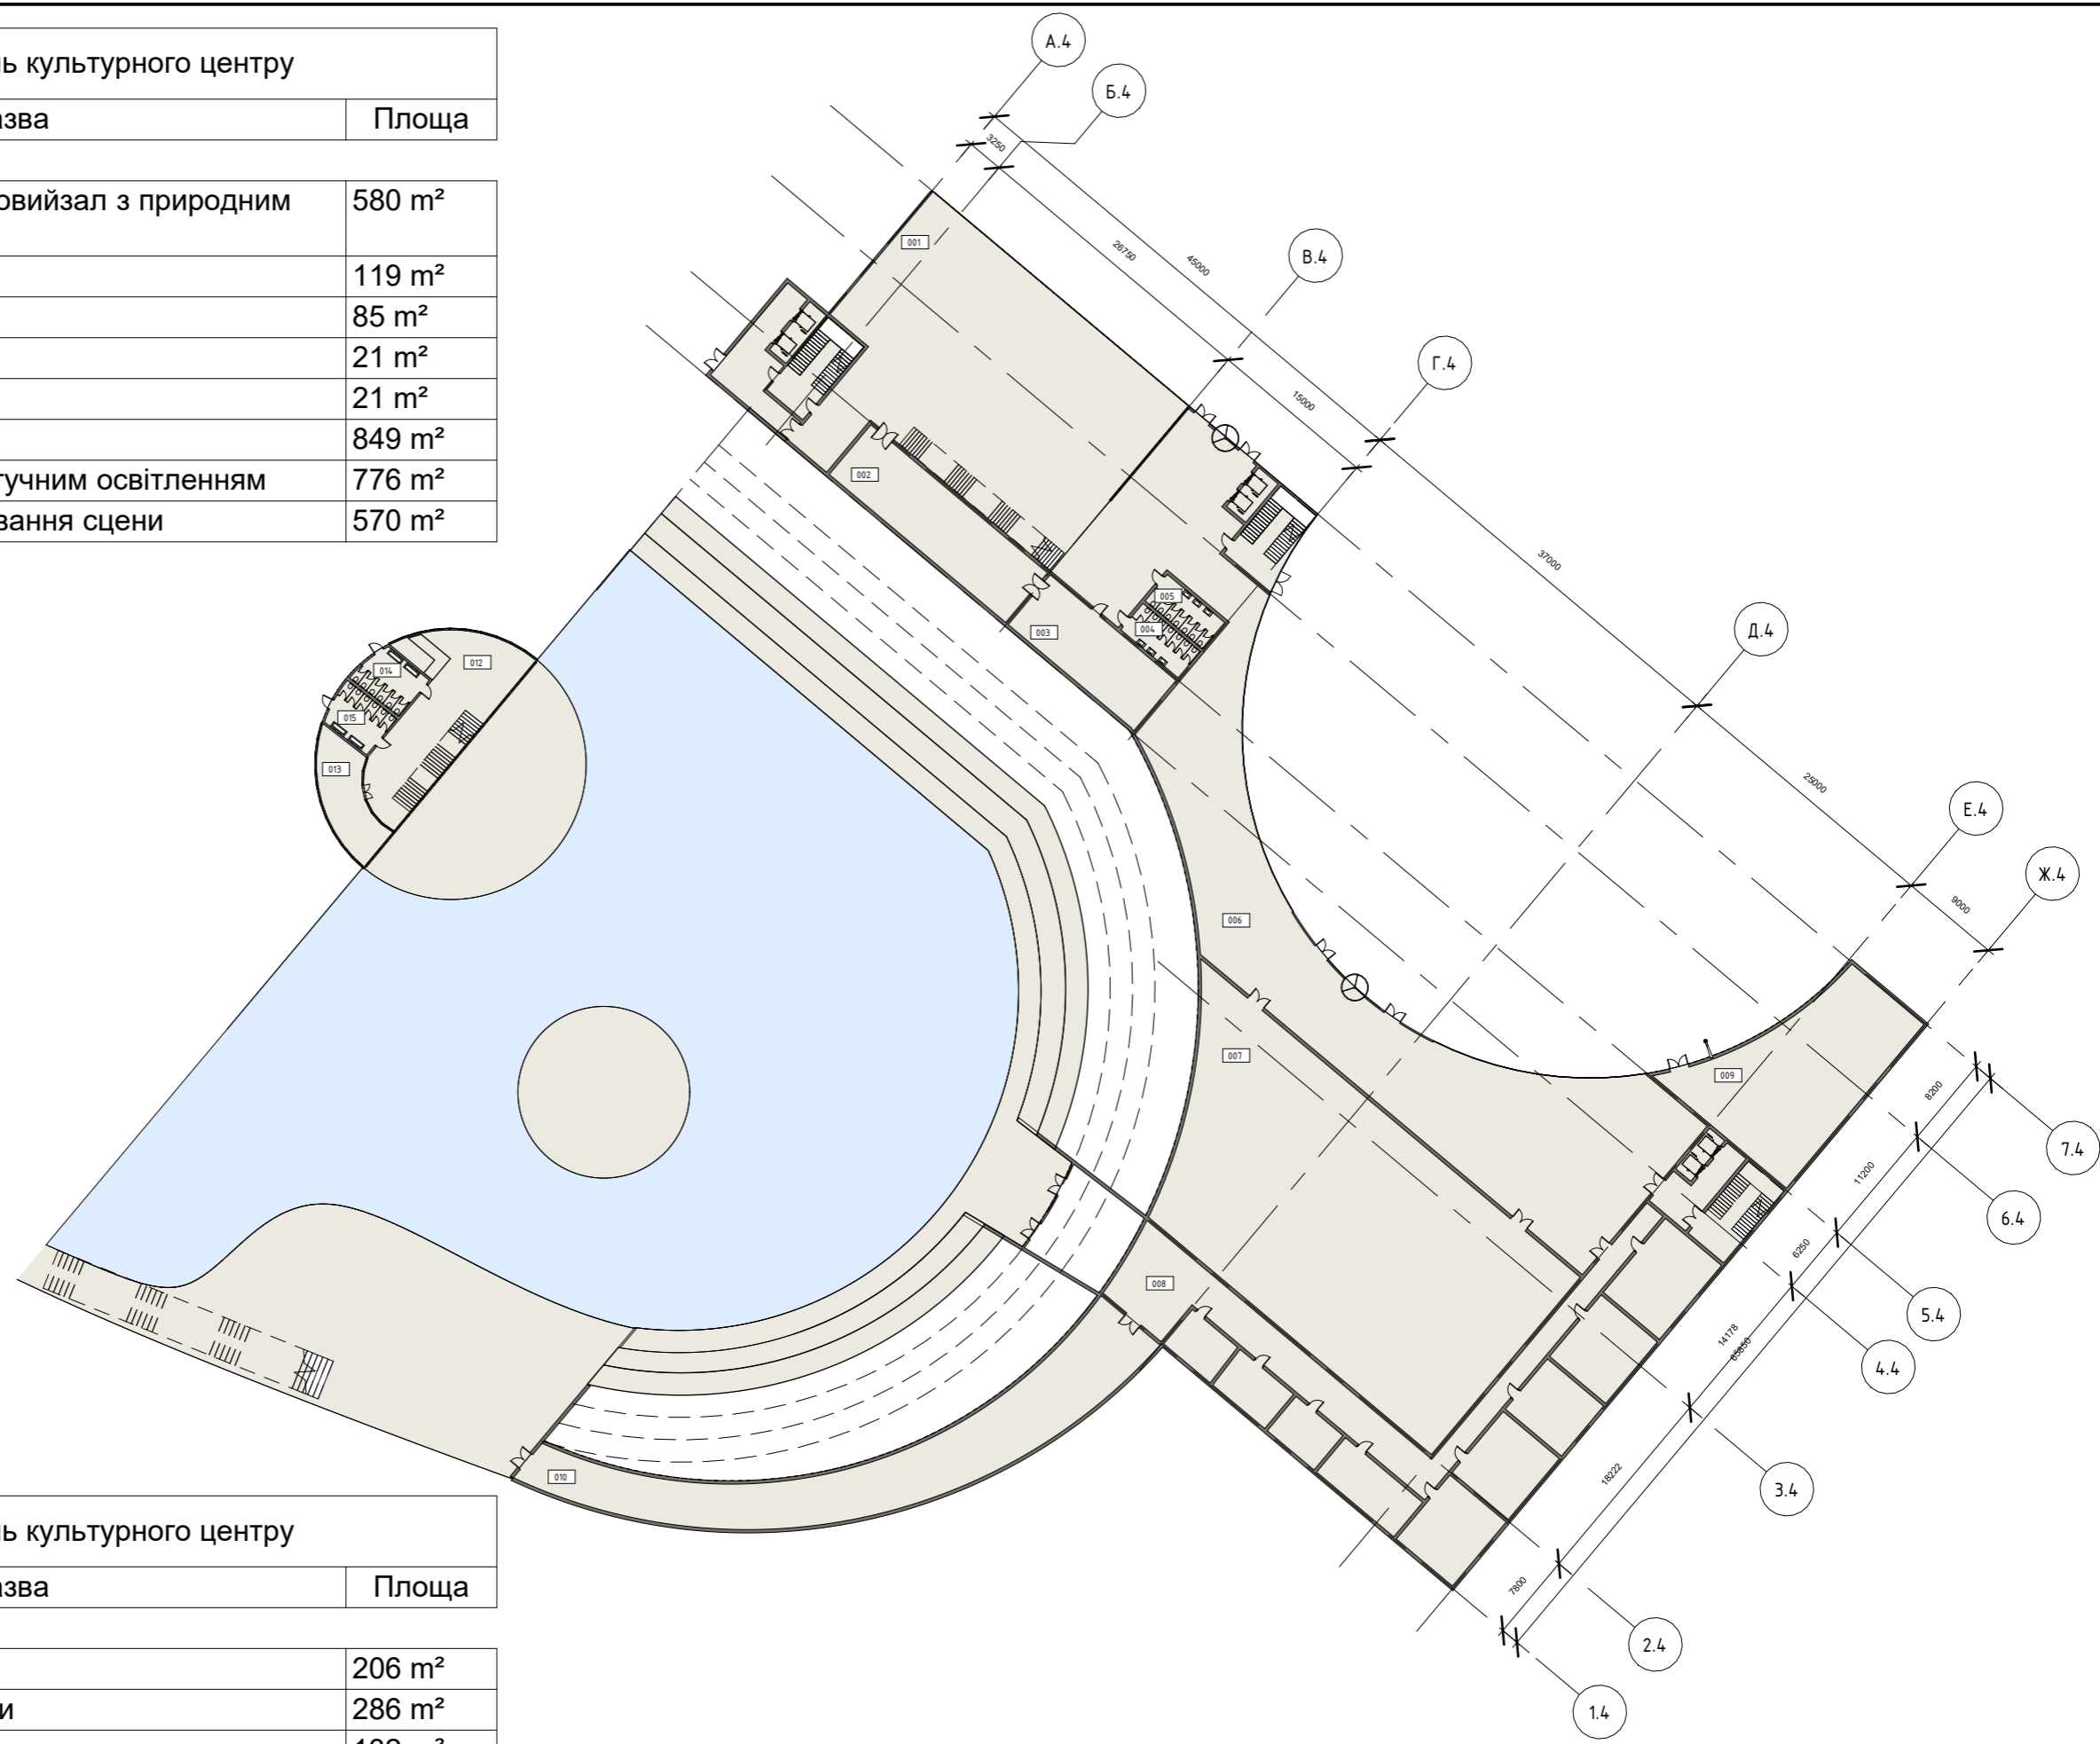 ь культурного центру
азва Площа
овийзал з природним 580 m²
119 m²
85 m²
21 m²
21 m²
849 m²
гучним освітленням 776 m²
вання сцени 570 m²
А.4
Б.4
В.4
Г.4
Д.4
Е.4
Ж.4
3250
26750
45000
15000
37000
25000
9000
001
002
003
005
004
012
014
015
013
006
007
009
008
010
8200
11200
6250
14178
65850
18222
7800
7.4
6.4
5.4
4.4
3.4
2.4
1.4
ь культурного центру
азва Площа
206 m²
и 286 m²